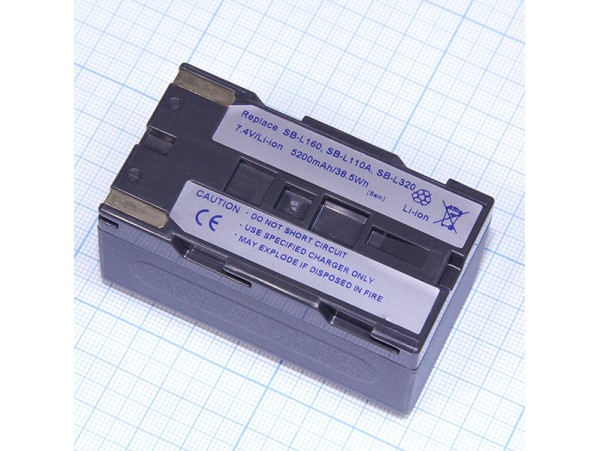 Replace SB-L160, SB-L110A, SB-L320
7.4V/Li-ion 5200mAh/38.5Wh (Sam) Li-ion
CE
• DO NOT SHORT CIRCUIT
• USE SPECIFIED CHARGER ONLY
• MAY EXPLODE IF DISPOSED IN FIRE